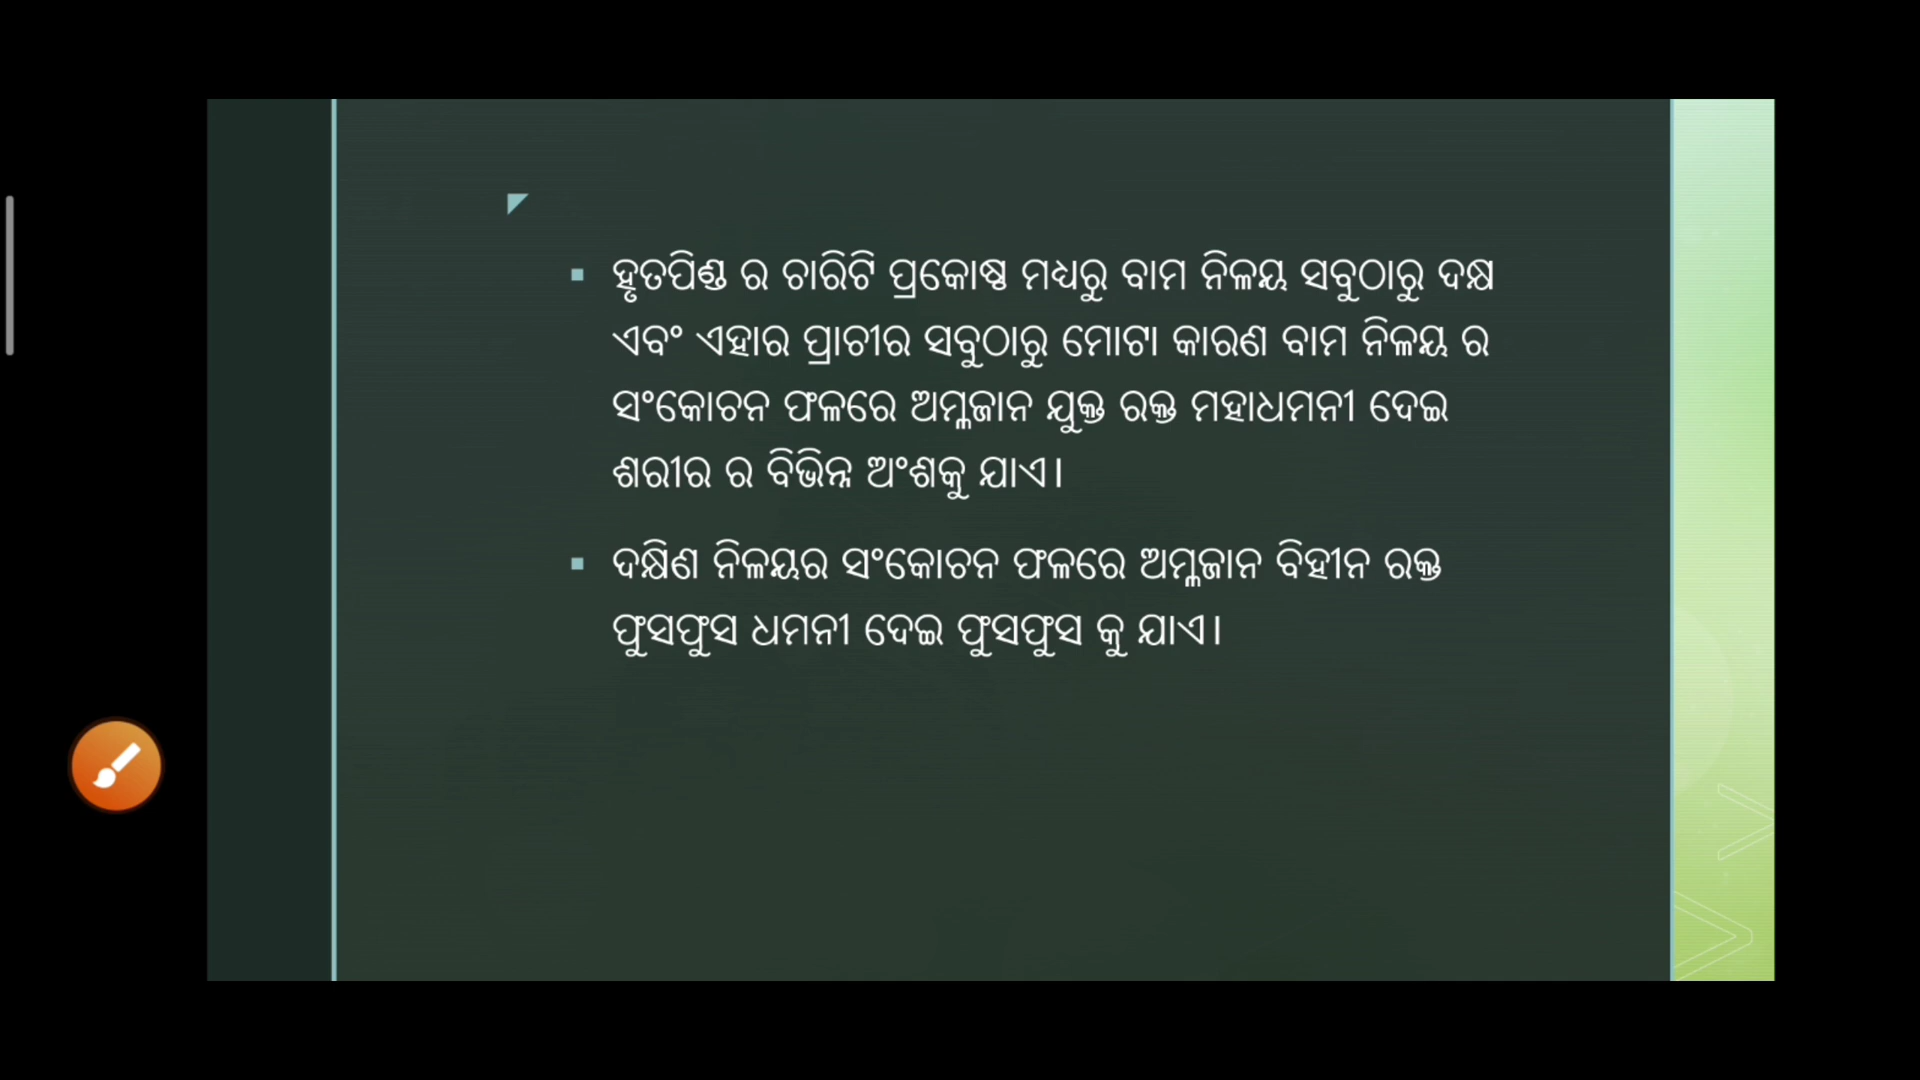 ହୃତପିଣ୍ଡ ର ଚାରିଟି ପ୍ରକୋଷ୍ଠ ମଧ୍ୟରୁ ବାମ ନିଳୟ ସବୁଠାରୁ ଦକ୍ଷ
ଏବଂ ଏହାର ପ୍ରାଚୀର ସବୁଠାରୁ ମୋଟା କାରଣ ବାମ ନିଳୟ ର
ସଂକୋଚନ ଫଳରେ ଅମ୍ଳଜାନ ଯୁକ୍ତ ରକ୍ତ ମହାଧମନୀ ଦେଇ
ଶରୀର ର ବିଭିନ୍ନ ଅଂଶକୁ ଯାଏ।
ଦକ୍ଷିଣ ନିଳୟର ସଂକୋଚନ ଫଳରେ ଅମ୍ଳଜାନ ବିହୀନ ରକ୍ତ
ଫୁସଫୁସ ଧମନୀ ଦେଇ ଫୁସଫୁସ କୁ ଯାଏ।